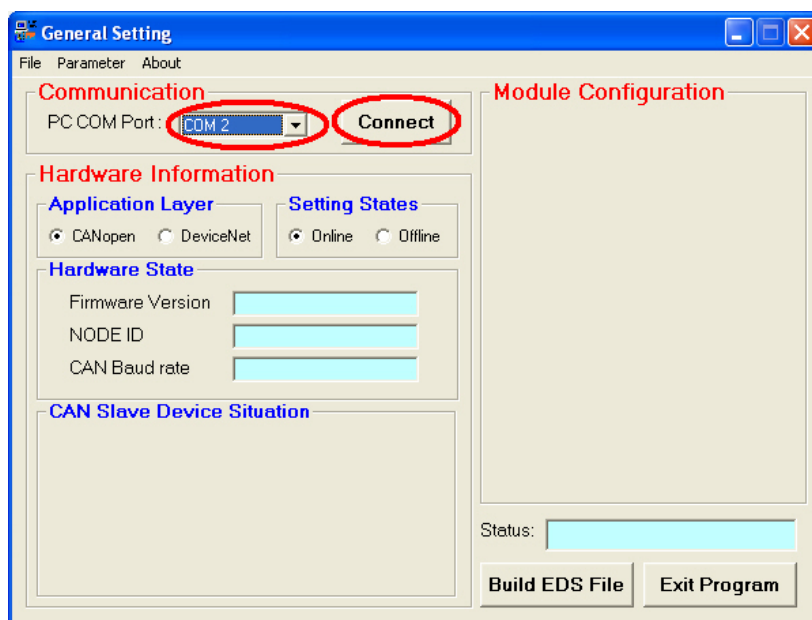 General Setting
File Parameter About
Communication
PC COM Port : COM 2 Connect
Hardware Information
Application Layer
CANopen DeviceNet
Setting States
Online Offline
Hardware State
Firmware Version
NODE ID
CAN Baud rate
CAN Slave Device Situation
Module Configuration
Status:
Build EDS File Exit Program